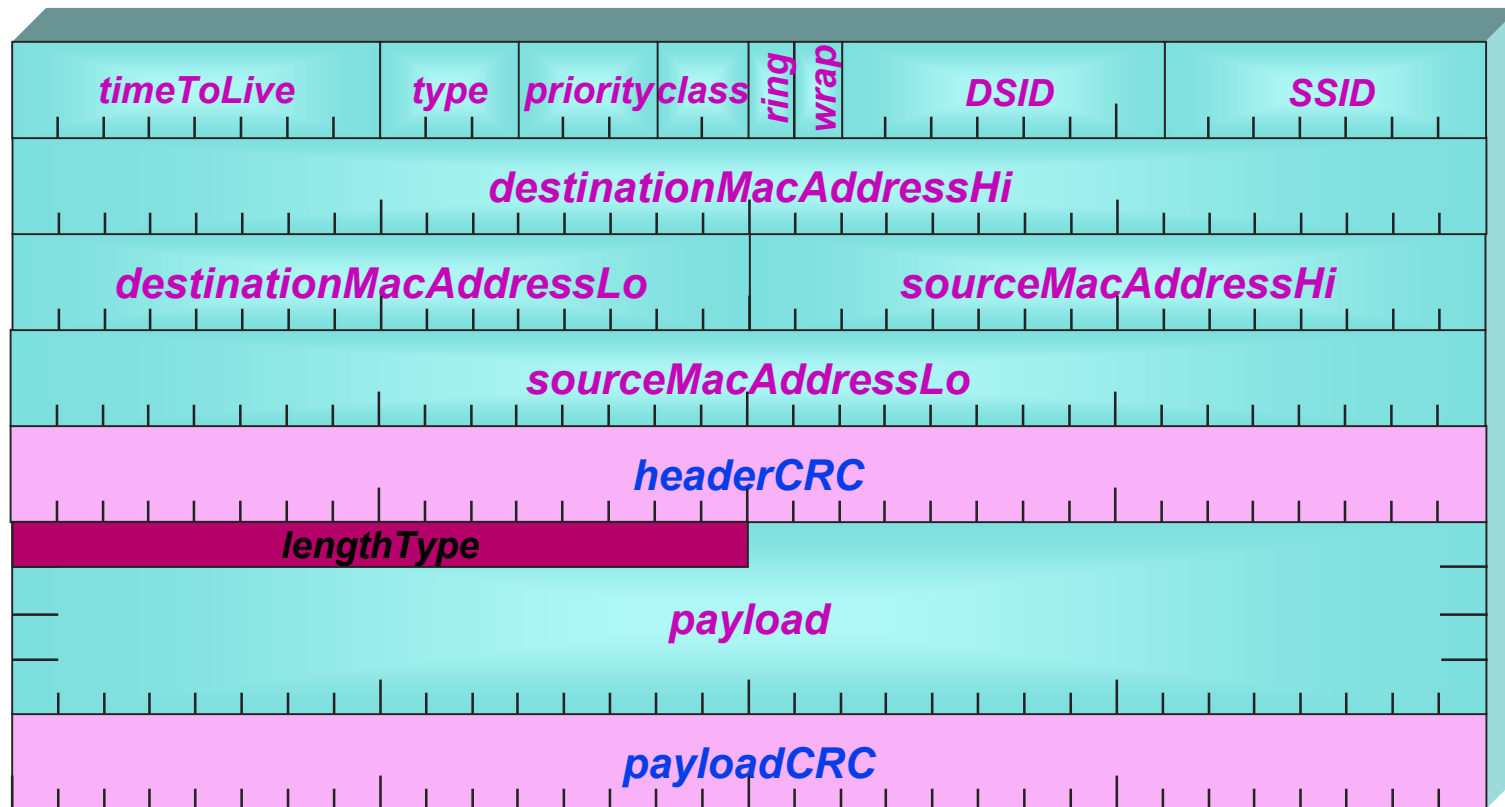 timeToLive type priority class ring wrap DSID SSID
destinationMacAddressHi
destinationMacAddressLo sourceMacAddressHi
sourceMacAddressLo
headerCRC
lengthType
payload
payloadCRC